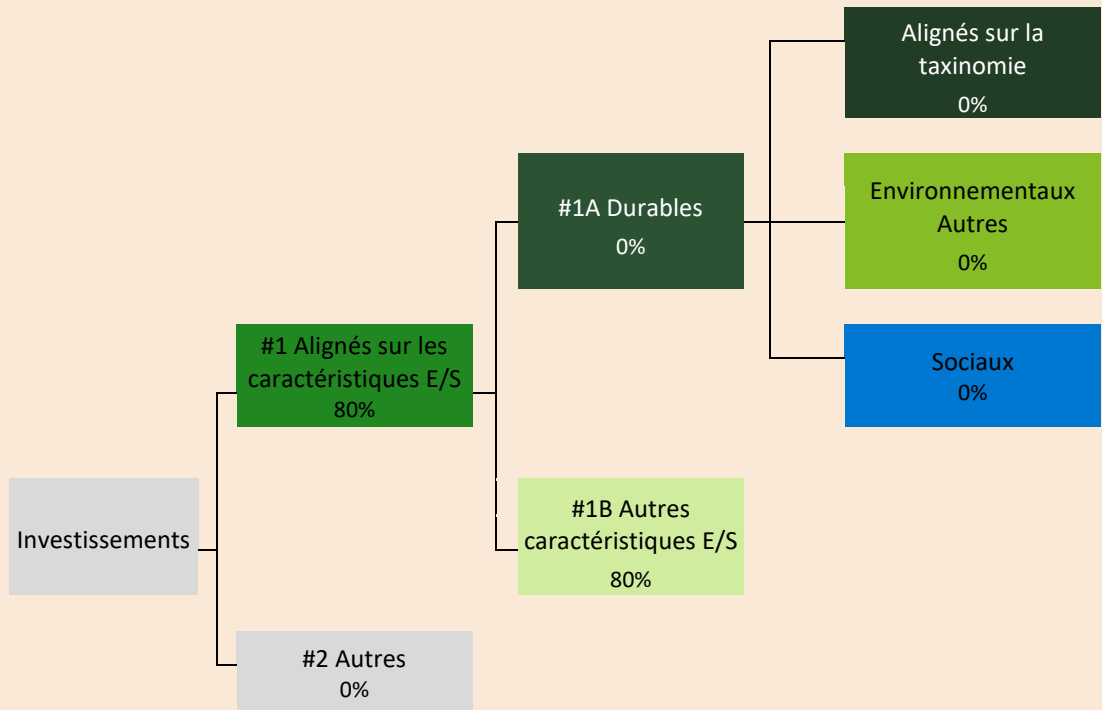 Alignés sur la
taxinomie
0%
#1A Durables
0%
Environnementaux
Autres
0%
#1 Alignés sur les
caractéristiques E/S
80%
Sociaux
0%
Investissements
#1B Autres
caractéristiques E/S
80%
#2 Autres
0%